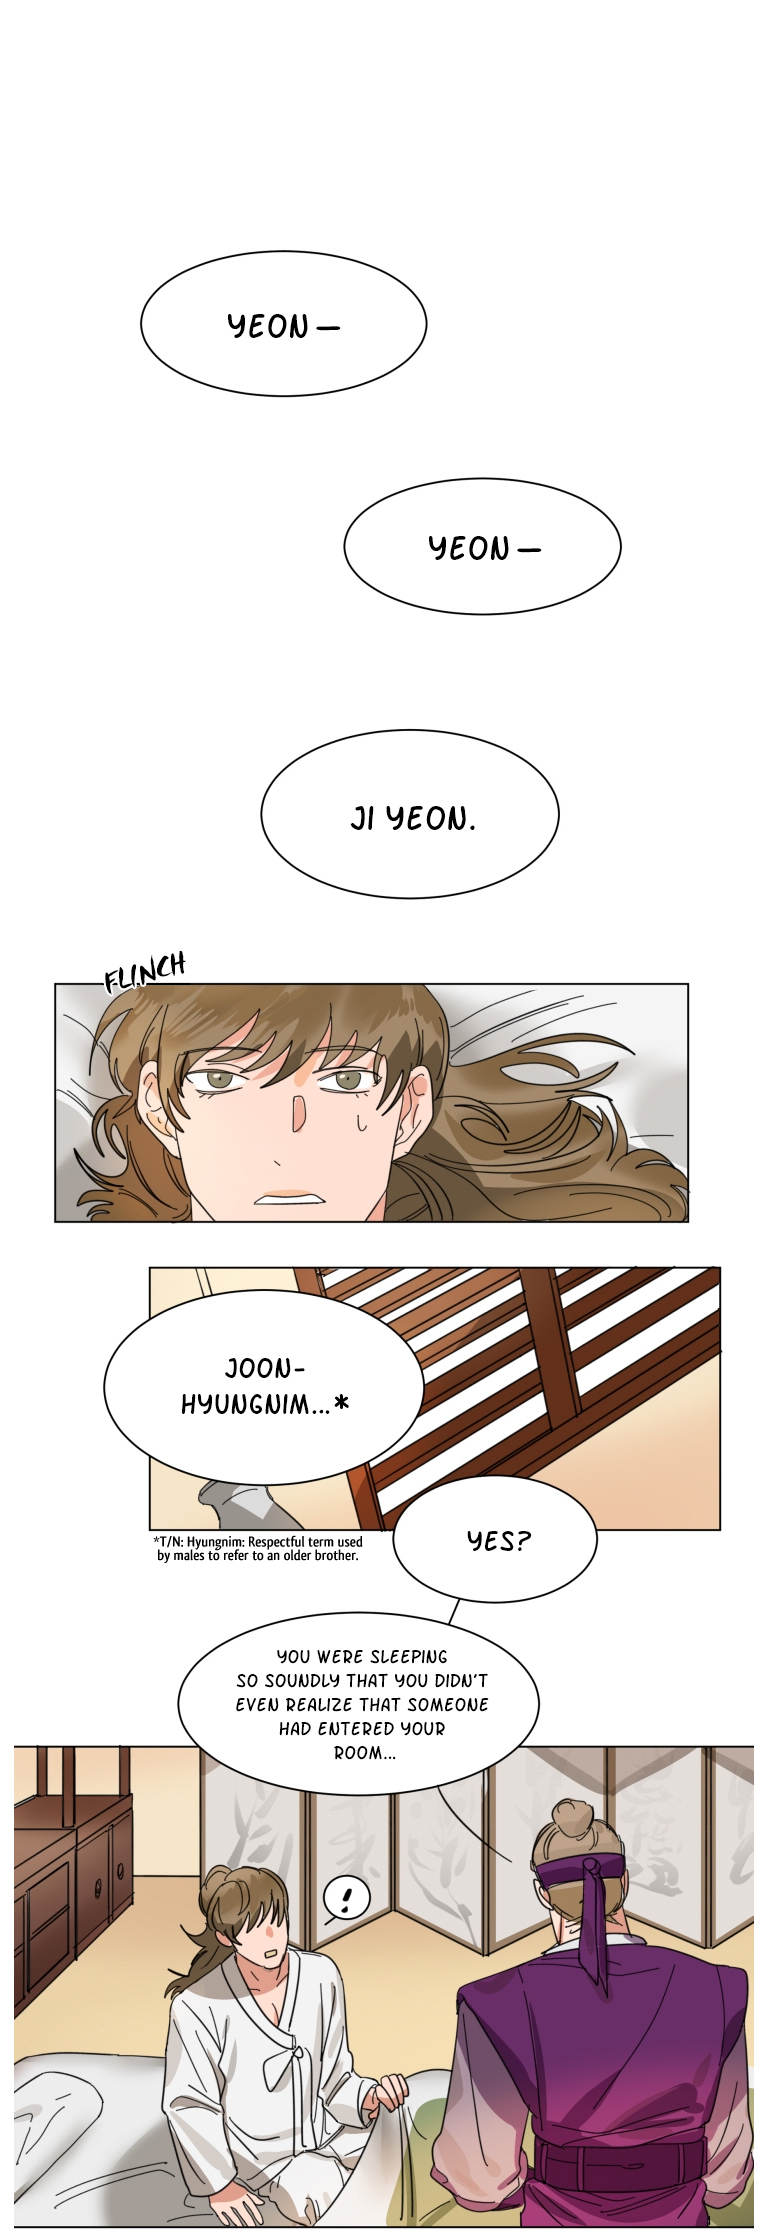 YEON—
YEON—
JI YEON.
FLINCH
JOON-
HYUNGNIM...*
*T/N: Hyungnim: Respectful term used
by males to refer to an older brother.
YES?
YOU WERE SLEEPING
SO SOUNDLY THAT YOU DIDN'T
EVEN REALIZE THAT SOMEONE
HAD ENTERED YOUR
ROOM...
!